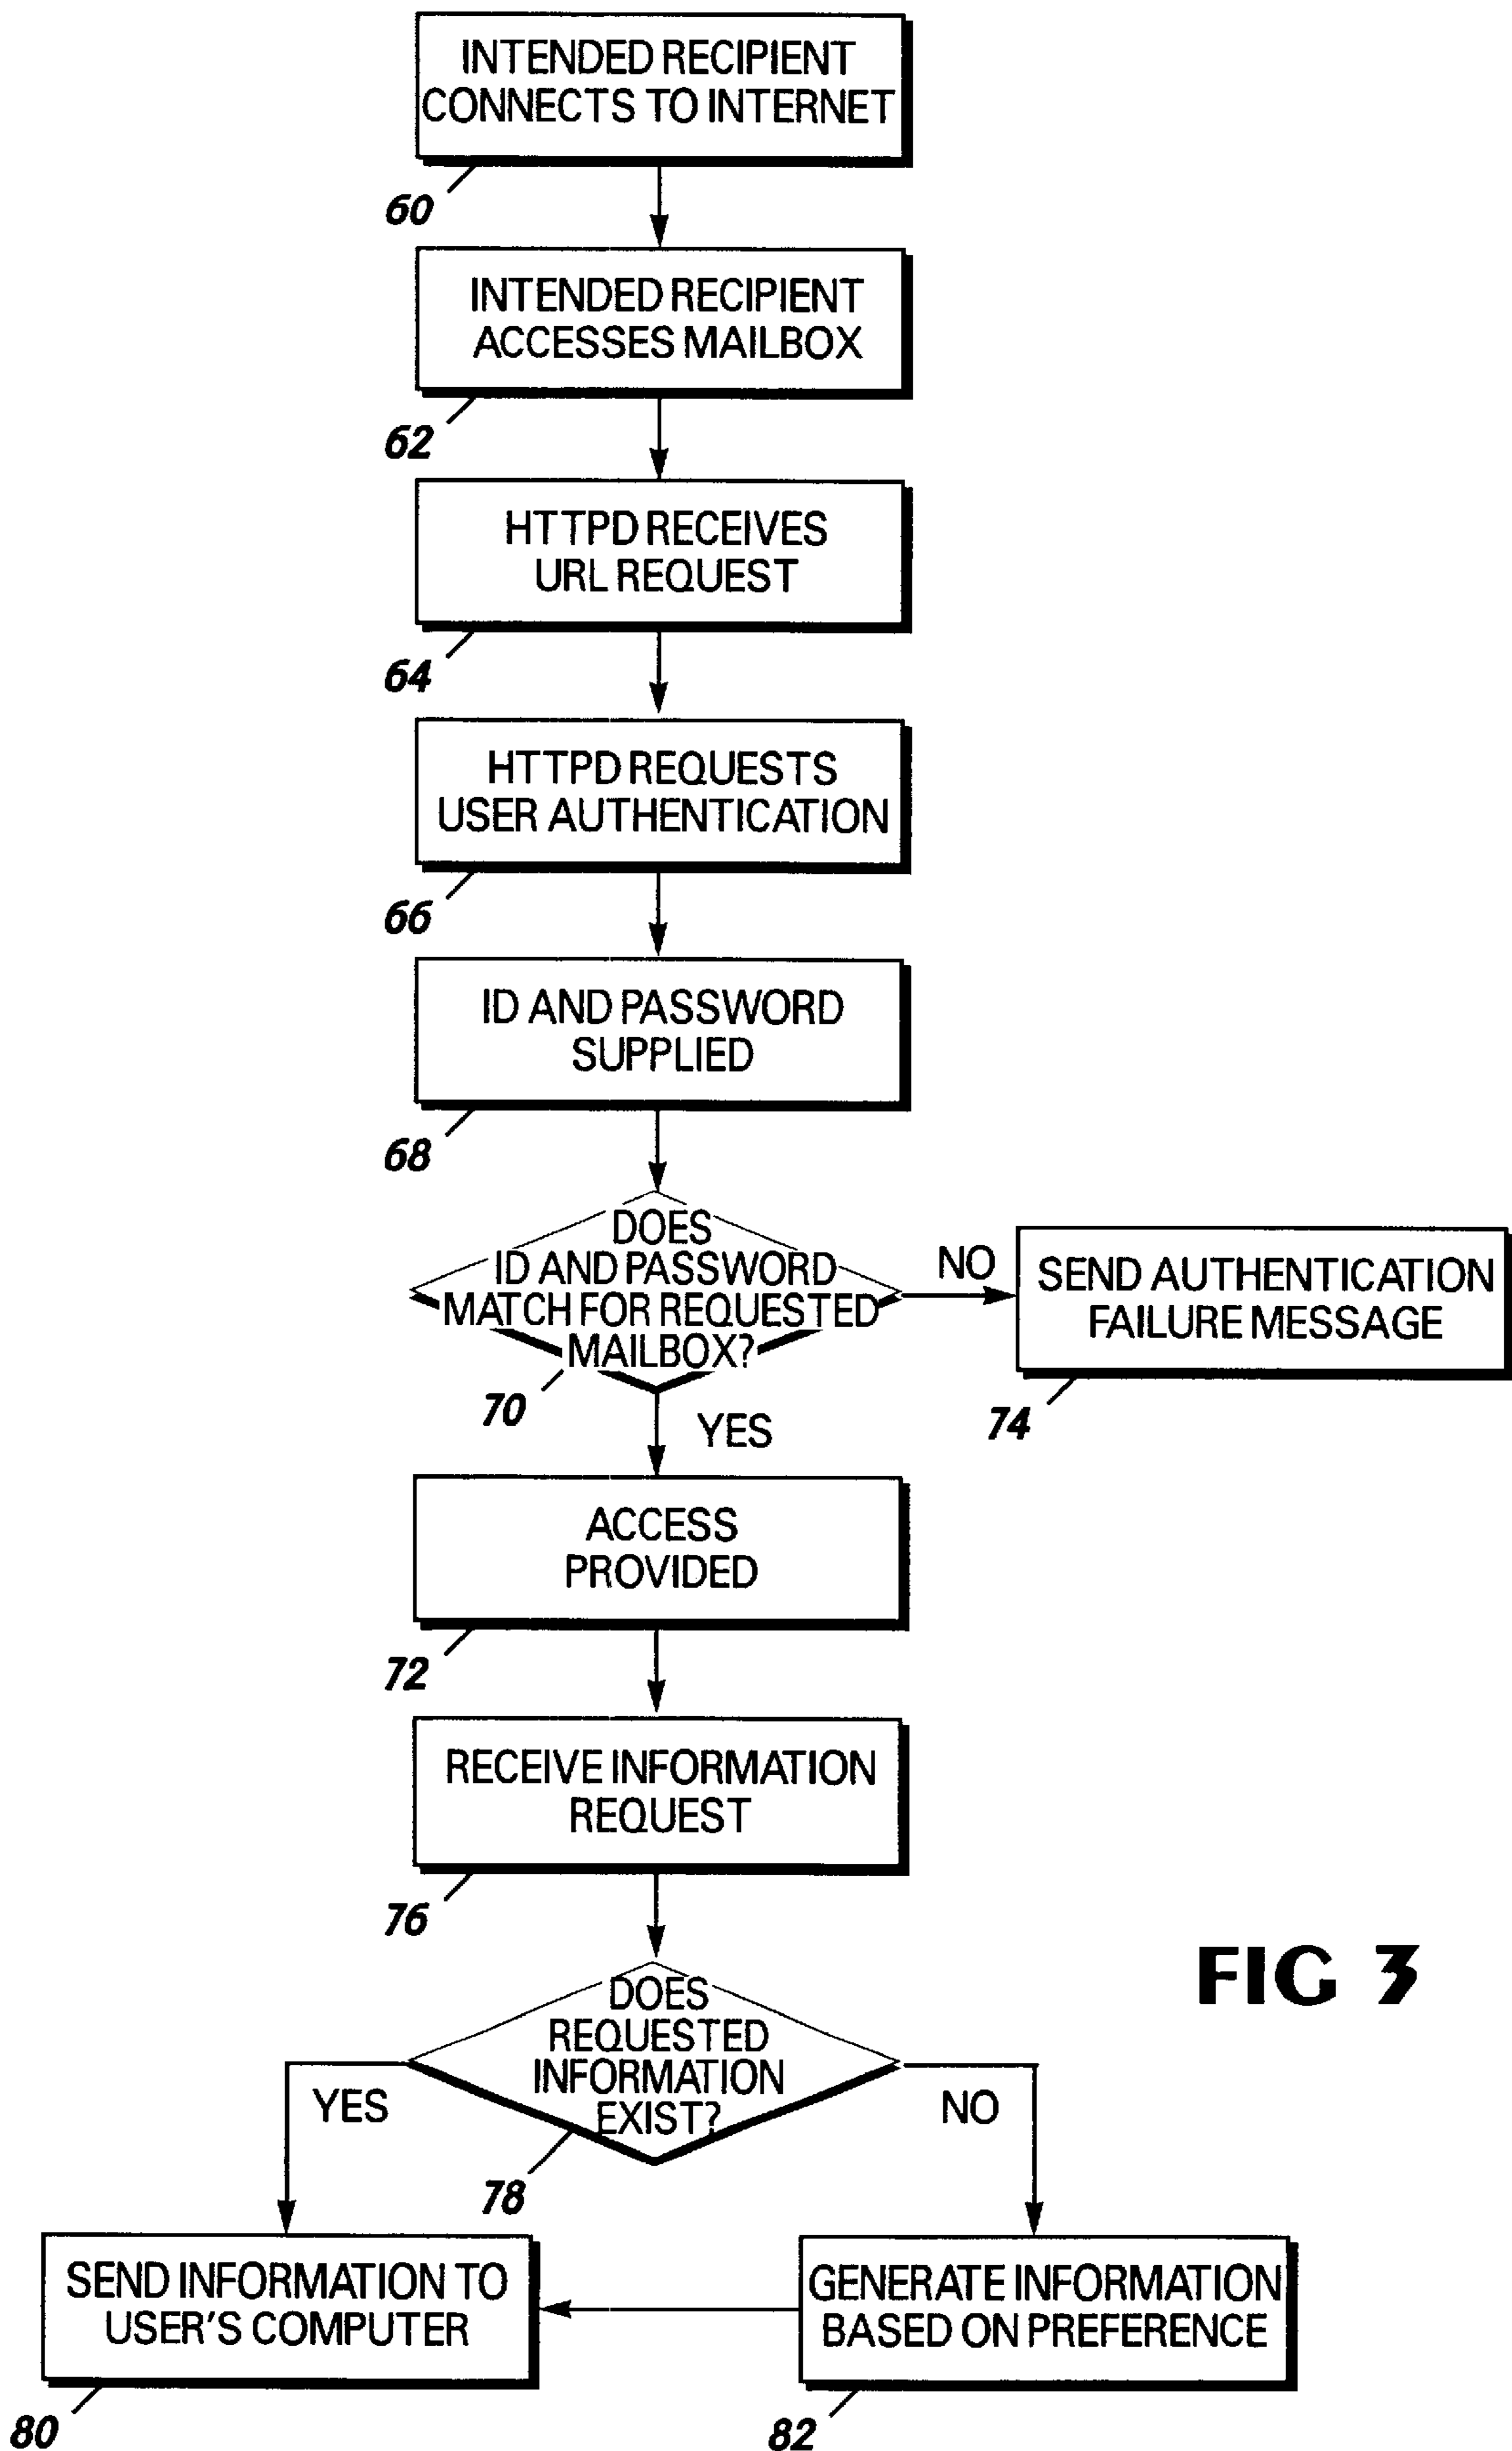 INTENDED RECIPIENT
CONNECTS TO INTERNET
60
INTENDED RECIPIENT
ACCESSES MAILBOX
62
HTTPD RECEIVES
URL REQUEST
64
HTTPD REQUESTS
USER AUTHENTICATION
66
ID AND PASSWORD
SUPPLIED
68
DOES
ID AND PASSWORD
MATCH FOR REQUESTED
MAILBOX?
70
NO
SEND AUTHENTICATION
FAILURE MESSAGE
74
YES
ACCESS
PROVIDED
72
RECEIVE INFORMATION
REQUEST
76
FIG 3
DOES
REQUESTED
INFORMATION
EXIST?
78
YES
NO
SEND INFORMATION TO
USER'S COMPUTER
80
GENERATE INFORMATION
BASED ON PREFERENCE
82